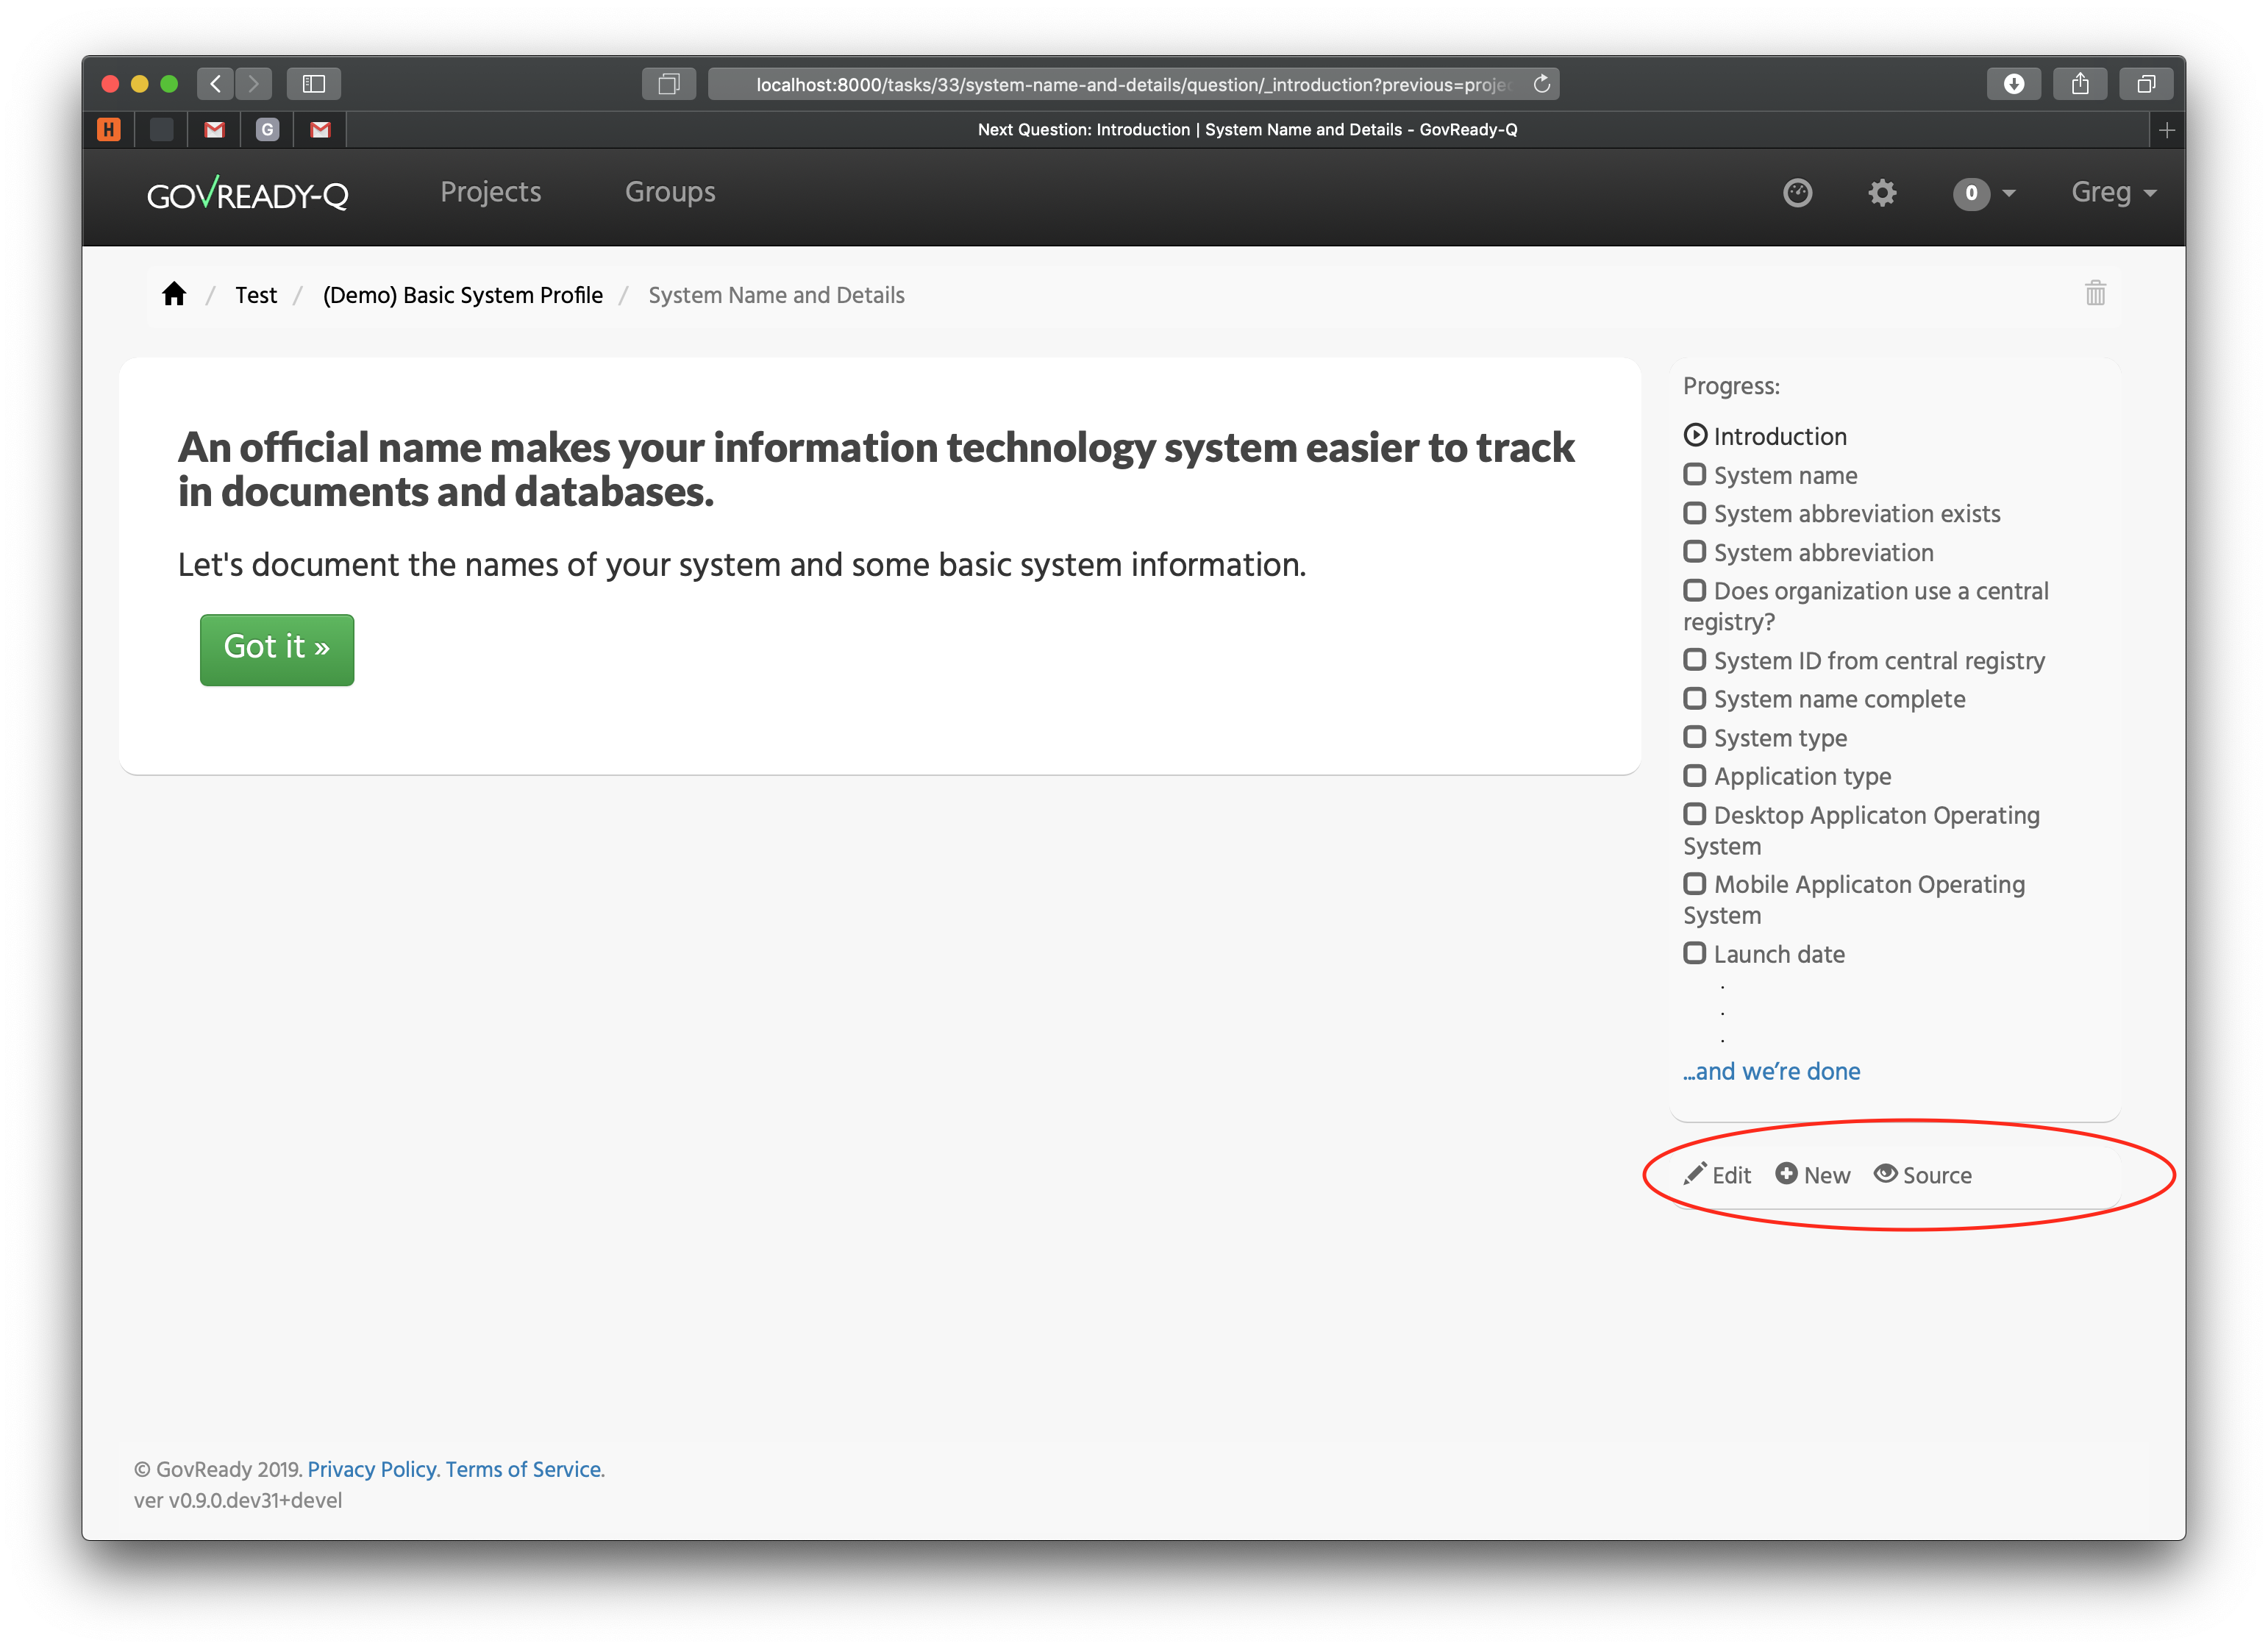 localhost:8000/tasks/33/system-name-and-details/question/_introduction?previous=proje
H
G
Next Question: Introduction | System Name and Details - GovReady-Q
GOVREADY-Q
Projects
Groups
0
Greg
/ Test / (Demo) Basic System Profile / System Name and Details
An official name makes your information technology system easier to track
in documents and databases.
Let's document the names of your system and some basic system information.
Got it »
Progress:
Introduction
System name
System abbreviation exists
System abbreviation
Does organization use a central
registry?
System ID from central registry
System name complete
System type
Application type
Desktop Applicaton Operating
System
Mobile Applicaton Operating
System
Launch date
.
.
.
...and we're done
Edit New Source
© GovReady 2019. Privacy Policy. Terms of Service.
ver v0.9.0.dev31+devel